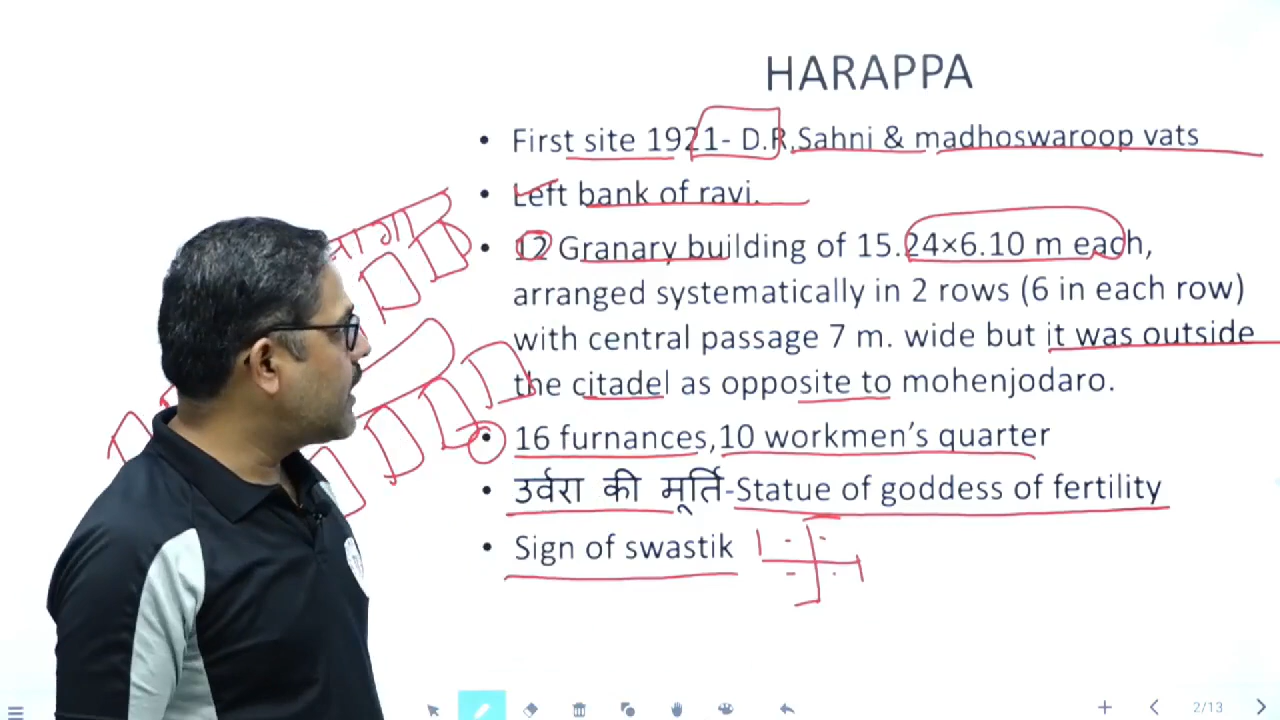 HARAPPA
• First site 1921- D.R,Sahni & madhoswaroop vats
• Left bank of ravi.
• 12 Granary building of 15.24×6.10 m each,
arranged systematically in 2 rows (6 in each row)
with central passage 7 m. wide but it was outside
the citadel as opposite to mohenjodaro.
• 16 furnances,10 workmen’s quarter
• उर्वरा की मूर्ति-Statue of goddess of fertility
• Sign of swastik
2/13